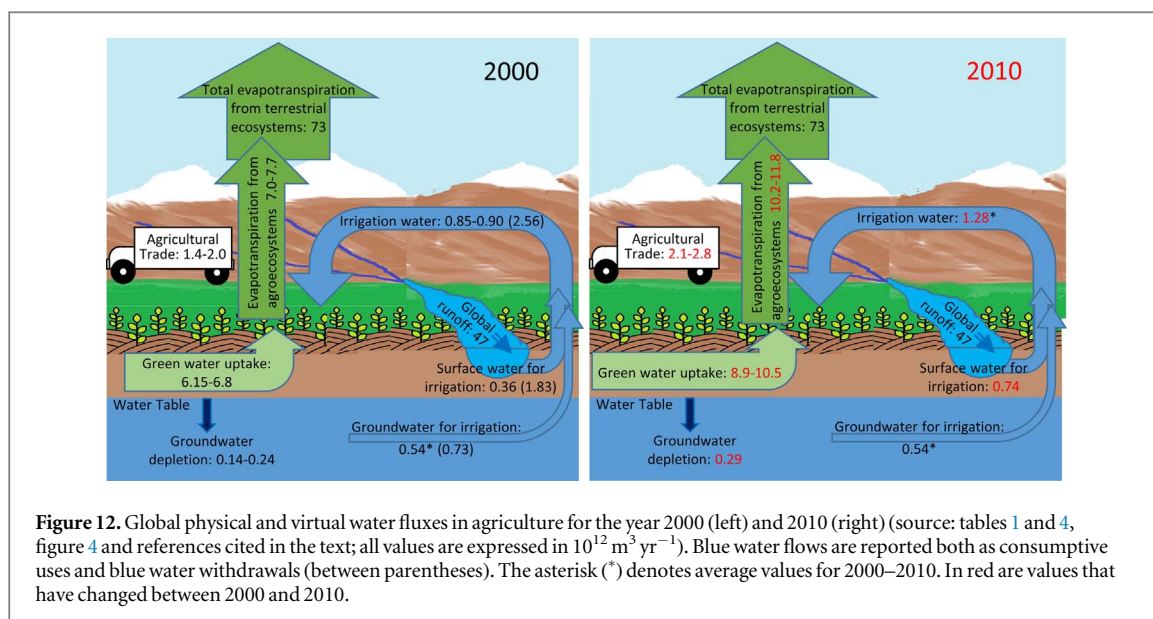 2000
Total evapotranspiration
from terrestrial
ecosystems: 73
Evapotranspiration from
agroecosystems 7.0-7.7
Irrigation water: 0.85-0.90 (2.56)
Agricultural
Trade: 1.4-2.0
Global
runoff: 47
Green water uptake:
6.15-6.8
Surface water for
irrigation: 0.36 (1.83)
Water Table
Groundwater
depletion: 0.14-0.24
Groundwater for irrigation:
0.54* (0.73)
2010
Total evapotranspiration
from terrestrial
ecosystems: 73
Evapotranspiration from
agroecosystems 10.2-11.8
Irrigation water: 1.28*
Agricultural
Trade: 2.1-2.8
Global
runoff: 47
Green water uptake: 8.9-10.5
Surface water for
irrigation: 0.74
Water Table
Groundwater
depletion: 0.29
Groundwater for irrigation:
0.54*
Figure 12. Global physical and virtual water fluxes in agriculture for the year 2000 (left) and 2010 (right) (source: tables 1 and 4,
figure 4 and references cited in the text; all values are expressed in 10¹² m³ yr⁻¹). Blue water flows are reported both as consumptive
uses and blue water withdrawals (between parentheses). The asterisk (*) denotes average values for 2000–2010. In red are values that
have changed between 2000 and 2010.